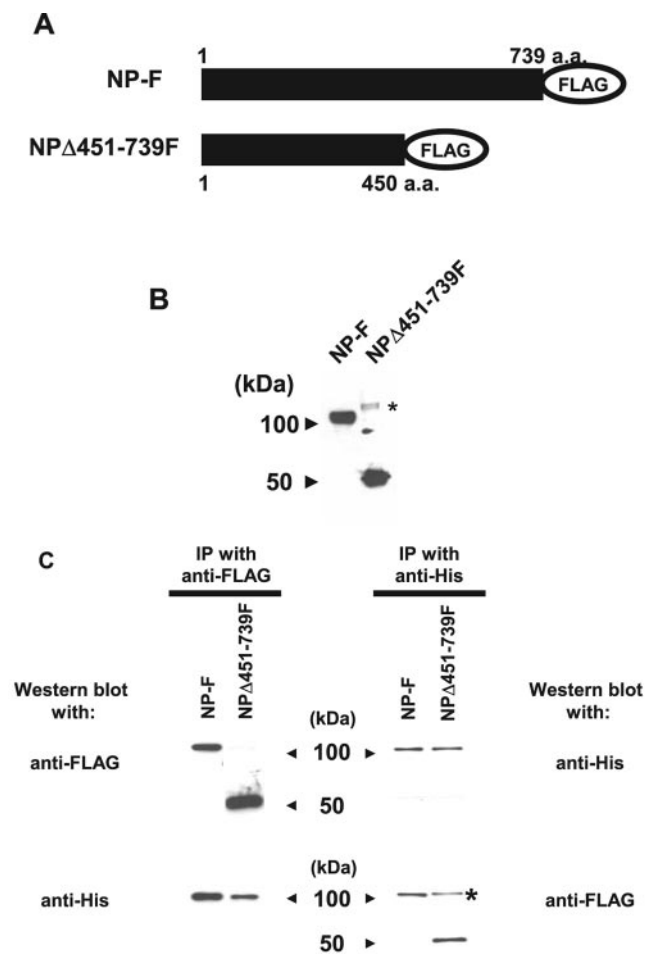 A
1 739 a.a.
NP-F FLAG
NPΔ451-739F FLAG
1 450 a.a.
B
NP-F NPΔ451-739F
(kDa)
100 *
50
C
IP with anti-FLAG
IP with anti-His
NP-F NPΔ451-739F
NP-F NPΔ451-739F
Western blot with:
Western blot with:
(kDa)
anti-FLAG 100 anti-His
50
(kDa)
anti-His 100 * anti-FLAG
50